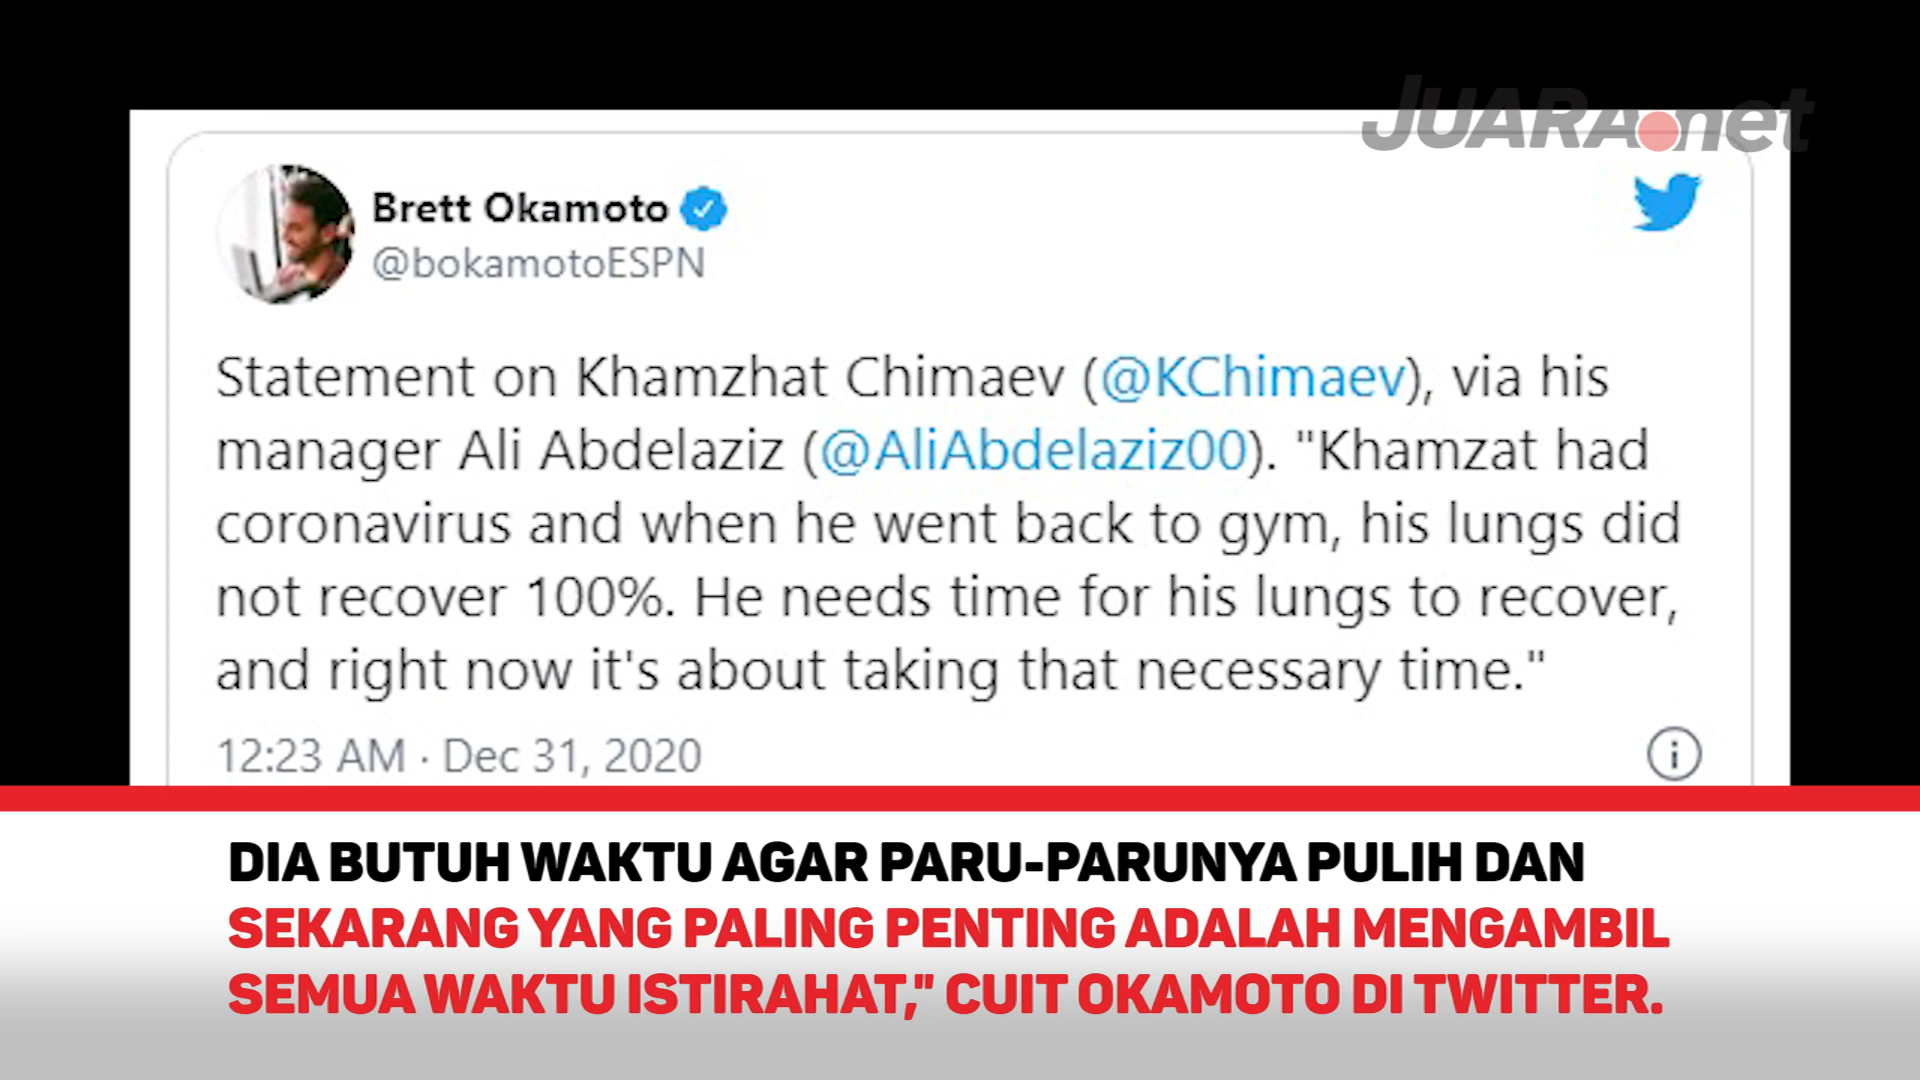 JUARA.net
Brett Okamoto
@bokamotoESPN
Statement on Khamzhat Chimaev (@KChimaev), via his
manager Ali Abdelaziz (@AliAbdelaziz00). "Khamzat had
coronavirus and when he went back to gym, his lungs did
not recover 100%. He needs time for his lungs to recover,
and right now it's about taking that necessary time."
12:23 AM · Dec 31, 2020
DIA BUTUH WAKTU AGAR PARU-PARUNYA PULIH DAN
SEKARANG YANG PALING PENTING ADALAH MENGAMBIL
SEMUA WAKTU ISTIRAHAT," CUIT OKAMOTO DI TWITTER.